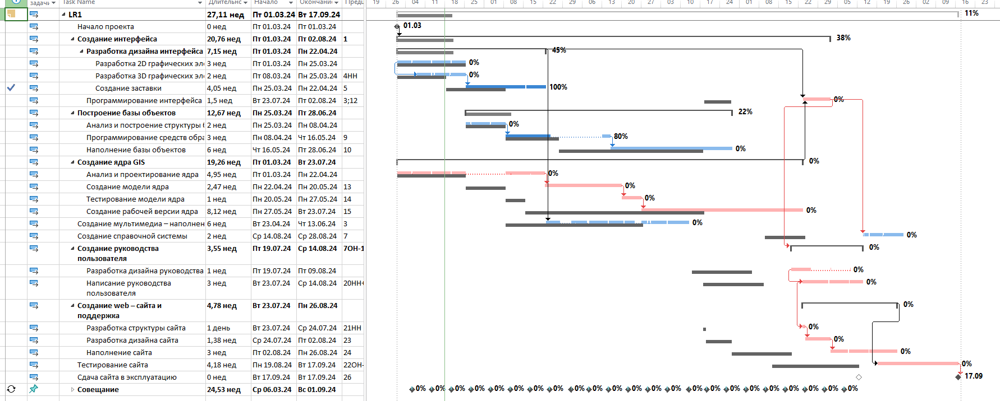 задачи Task Name Длительнс Начало Окончани Предш 19 26 04 11 18 25 01 08 15 22 29 06 13 20 27 03 10 17 24 01 08 15 22 29 05 12 19 26 02 09 16 23
LR1 27,11 нед Пт 01.03.24 Вт 17.09.24 11%
Начало проекта 0 нед Пт 01.03.24 Пт 01.03.24 01.03
Создание интерфейса 20,76 нед Пт 01.03.24 Пт 02.08.24 1 38%
Разработка дизайна интерфейса 7,15 нед Пт 01.03.24 Пн 22.04.24 45%
Разработка 2D графических эле 3 нед Пт 01.03.24 Пн 25.03.24 0%
Разработка 3D графических эле 2 нед Пт 08.03.24 Пн 25.03.24 4НН 0%
Создание заставки 4,05 нед Пн 25.03.24 Пн 22.04.24 5 100%
Программирование интерфейса 1,5 нед Вт 23.07.24 Пт 02.08.24 3;12 0%
Построение базы объектов 12,67 нед Пн 25.03.24 Пт 28.06.24 22%
Анализ и построение структуры б 2 нед Пн 25.03.24 Пн 08.04.24 0%
Программирование средств обра 3 нед Пн 08.04.24 Чт 16.05.24 9 80%
Наполнение базы объектов 6 нед Чт 16.05.24 Пт 28.06.24 10 0%
Создание ядра GIS 19,26 нед Пт 01.03.24 Вт 23.07.24 0%
Анализ и проектирование ядра 4,95 нед Пт 01.03.24 Пн 22.04.24 0%
Создание модели ядра 2,47 нед Пн 22.04.24 Пн 20.05.24 13 0%
Тестирование модели ядра 1 нед Пн 20.05.24 Пн 27.05.24 14 0%
Создание рабочей версии ядра 8,12 нед Пн 27.05.24 Вт 23.07.24 15 0%
Создание мультимедиа – наполнен 6 нед Вт 23.04.24 Чт 13.06.24 3 0%
Создание справочной системы 2 нед Ср 14.08.24 Ср 28.08.24 7 0%
Создание руководства 3,55 нед Пт 19.07.24 Ср 14.08.24 7ОН-1 0%
пользователя
Разработка дизайна руководства 1 нед Пт 19.07.24 Пт 09.08.24 0%
Написание руководства 3 нед Вт 23.07.24 Ср 14.08.24 20НН+ 0%
пользователя
Создание web – сайта и 4,78 нед Вт 23.07.24 Пн 26.08.24 0%
поддержка
Разработка структуры сайта 1 день Вт 23.07.24 Ср 24.07.24 21НН 0%
Разработка дизайна сайта 1,38 нед Ср 24.07.24 Пт 02.08.24 23 0%
Наполнение сайта 3 нед Пт 02.08.24 Пн 26.08.24 24 0%
Тестирование сайта 4,18 нед Пн 19.08.24 Вт 17.09.24 22ОН- 0%
Сдача сайта в эксплуатацию 0 нед Вт 17.09.24 Вт 17.09.24 26 17.09
Совещание 24,53 нед Ср 06.03.24 Вс 01.09.24 0% 0% 0% 0% 0% 0% 0% 0% 0% 0% 0% 0% 0% 0% 0% 0% 0% 0% 0% 0% 0% 0% 0%